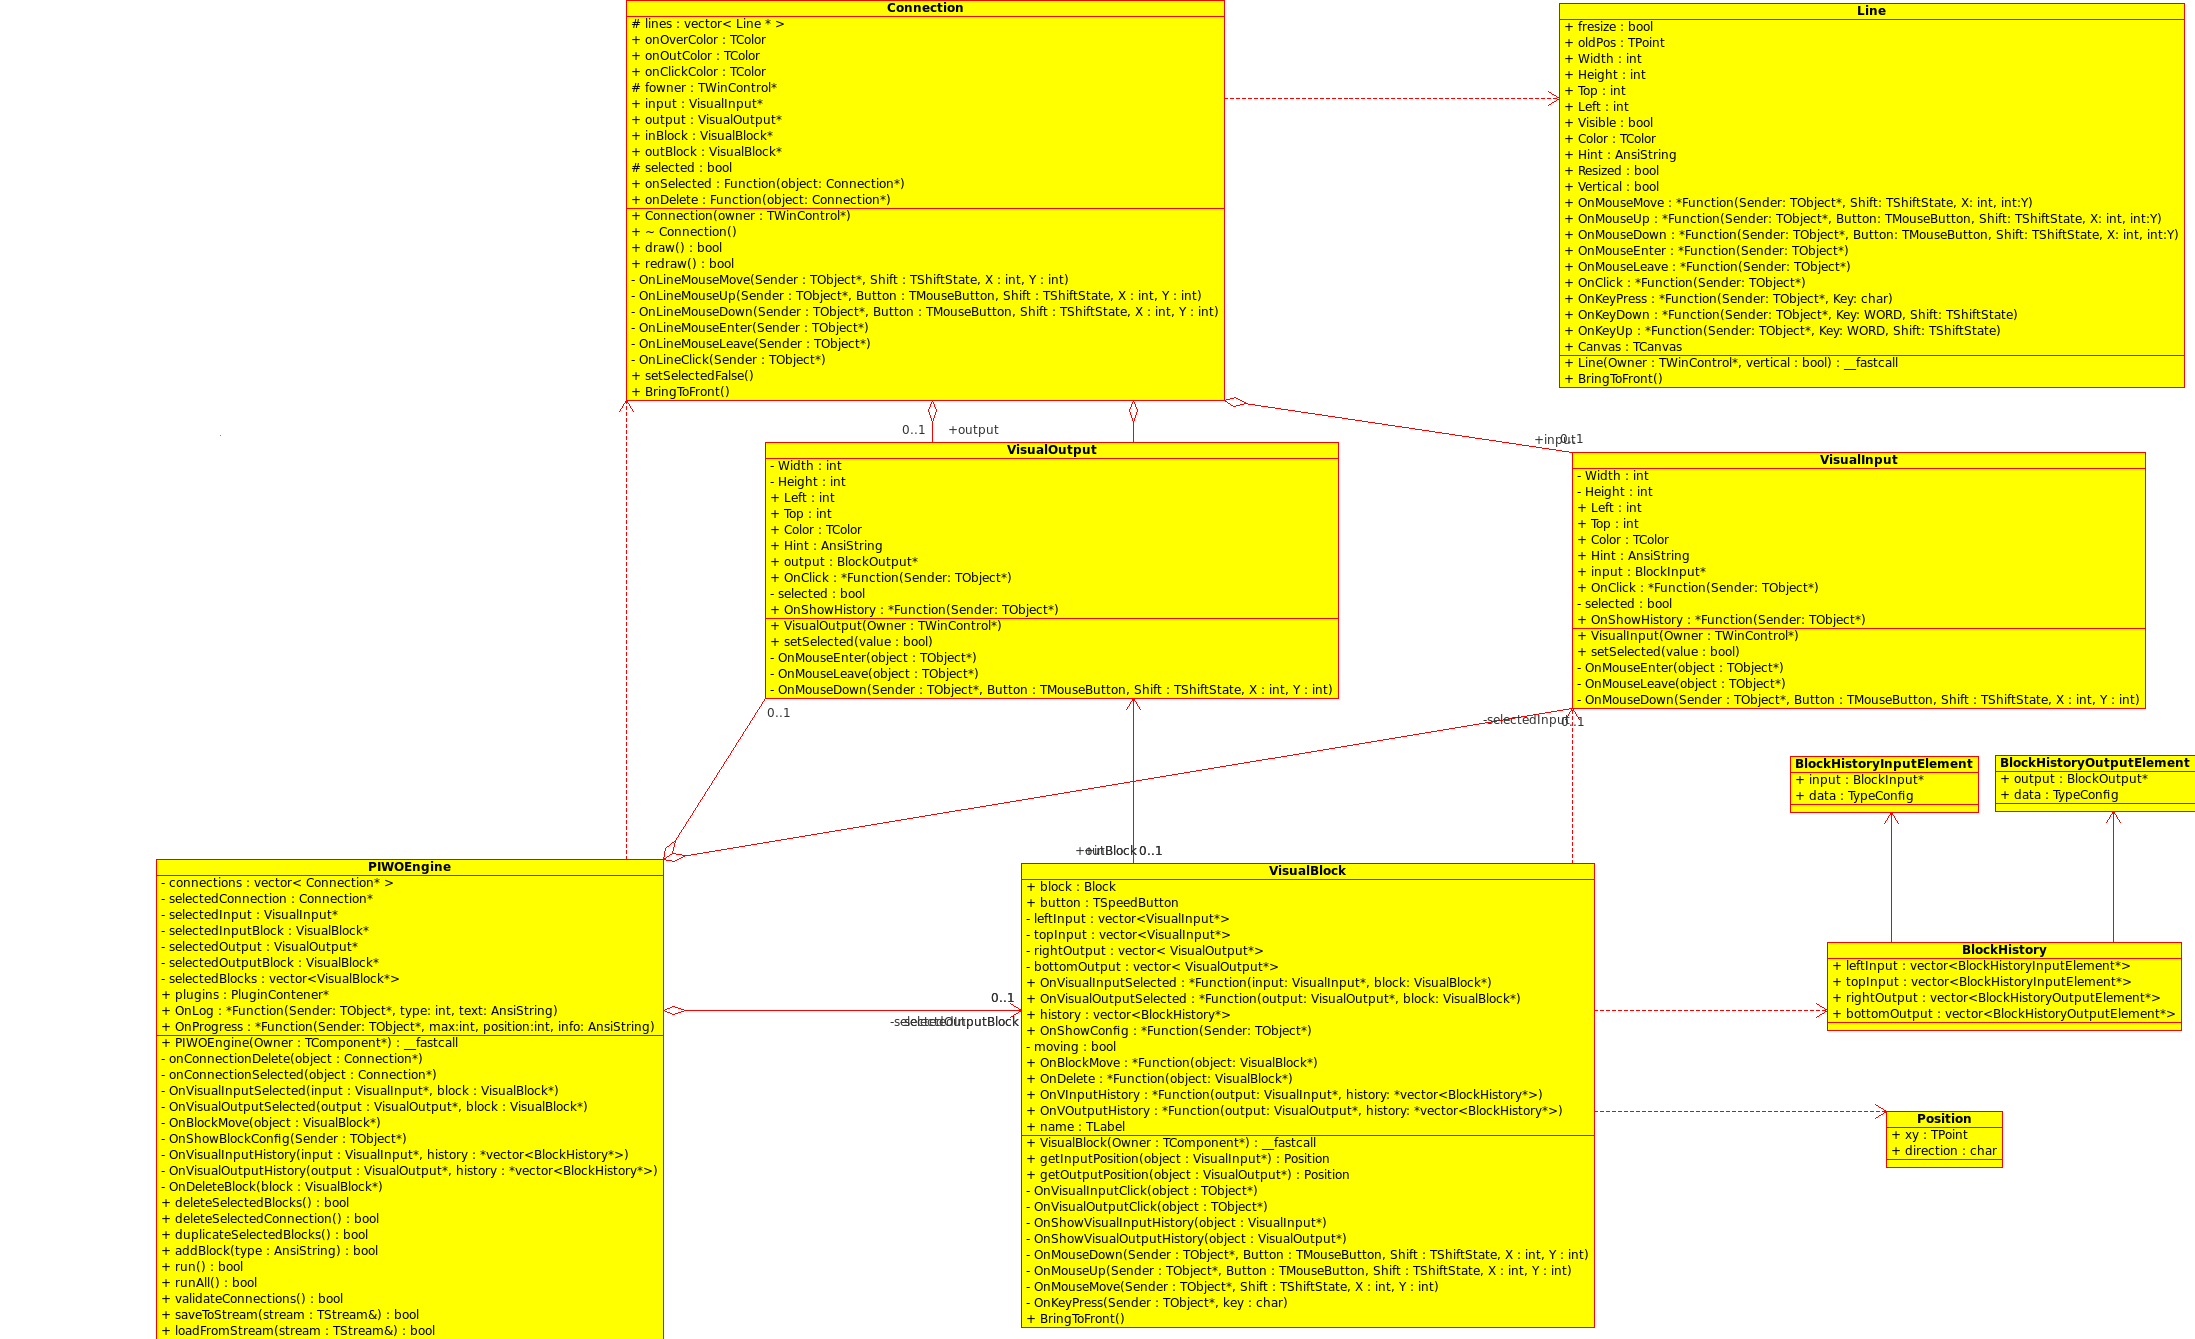 Connection
# lines : vector< Line * >
+ onOverColor : TColor
+ onOutColor : TColor
+ onClickColor : TColor
# fowner : TWinControl*
+ input : VisualInput*
+ output : VisualOutput*
+ inBlock : VisualBlock*
+ outBlock : VisualBlock*
# selected : bool
+ onSelected : Function(object: Connection*)
+ onDelete : Function(object: Connection*)
+ Connection(owner : TWinControl*)
+ ~ Connection()
+ draw() : bool
+ redraw() : bool
- OnLineMouseMove(Sender : TObject*, Shift : TShiftState, X : int, Y : int)
- OnLineMouseUp(Sender : TObject*, Button : TMouseButton, Shift : TShiftState, X : int, Y : int)
- OnLineMouseDown(Sender : TObject*, Button : TMouseButton, Shift : TShiftState, X : int, Y : int)
- OnLineMouseEnter(Sender : TObject*)
- OnLineMouseLeave(Sender : TObject*)
- OnLineClick(Sender : TObject*)
+ setSelectedFalse()
+ BringToFront()
Line
+ fresize : bool
+ oldPos : TPoint
+ Width : int
+ Height : int
+ Top : int
+ Left : int
+ Visible : bool
+ Color : TColor
+ Hint : AnsiString
+ Resized : bool
+ Vertical : bool
+ OnMouseMove : *Function(Sender: TObject*, Shift: TShiftState, X: int, int:Y)
+ OnMouseUp : *Function(Sender: TObject*, Button: TMouseButton, Shift: TShiftState, X: int, int:Y)
+ OnMouseDown : *Function(Sender: TObject*, Button: TMouseButton, Shift: TShiftState, X: int, int:Y)
+ OnMouseEnter : *Function(Sender: TObject*)
+ OnMouseLeave : *Function(Sender: TObject*)
+ OnClick : *Function(Sender: TObject*)
+ OnKeyPress : *Function(Sender: TObject*, Key: char)
+ OnKeyDown : *Function(Sender: TObject*, Key: WORD, Shift: TShiftState)
+ OnKeyUp : *Function(Sender: TObject*, Key: WORD, Shift: TShiftState)
+ Canvas : TCanvas
+ Line(Owner : TWinControl*, vertical : bool) : __fastcall
+ BringToFront()
0..1 +output
+input 0..1
VisualOutput
- Width : int
- Height : int
+ Left : int
+ Top : int
+ Color : TColor
+ Hint : AnsiString
+ output : BlockOutput*
+ OnClick : *Function(Sender: TObject*)
- selected : bool
+ OnShowHistory : *Function(Sender: TObject*)
+ VisualOutput(Owner : TWinControl*)
+ setSelected(value : bool)
- OnMouseEnter(object : TObject*)
- OnMouseLeave(object : TObject*)
- OnMouseDown(Sender : TObject*, Button : TMouseButton, Shift : TShiftState, X : int, Y : int)
VisualInput
- Width : int
- Height : int
+ Left : int
+ Top : int
+ Color : TColor
+ Hint : AnsiString
+ input : BlockInput*
+ OnClick : *Function(Sender: TObject*)
- selected : bool
+ OnShowHistory : *Function(Sender: TObject*)
+ VisualInput(Owner : TWinControl*)
+ setSelected(value : bool)
- OnMouseEnter(object : TObject*)
- OnMouseLeave(object : TObject*)
- OnMouseDown(Sender : TObject*, Button : TMouseButton, Shift : TShiftState, X : int, Y : int)
0..1
-selectedInput 0..1
BlockHistoryInputElement
+ input : BlockInput*
+ data : TypeConfig
BlockHistoryOutputElement
+ output : BlockOutput*
+ data : TypeConfig
0..1
PIWOEngine
- connections : vector< Connection* >
- selectedConnection : Connection*
- selectedInput : VisualInput*
- selectedInputBlock : VisualBlock*
- selectedOutput : VisualOutput*
- selectedOutputBlock : VisualBlock*
- selectedBlocks : vector<VisualBlock*>
+ plugins : PluginContener*
+ OnLog : *Function(Sender: TObject*, type: int, text: AnsiString)
+ OnProgress : *Function(Sender: TObject*, max:int, position:int, info: AnsiString)
+ PIWOEngine(Owner : TComponent*) : __fastcall
- onConnectionDelete(object : Connection*)
- onConnectionSelected(object : Connection*)
- OnVisualInputSelected(input : VisualInput*, block : VisualBlock*)
- OnVisualOutputSelected(output : VisualOutput*, block : VisualBlock*)
- OnBlockMove(object : VisualBlock*)
- OnShowBlockConfig(Sender : TObject*)
- OnVisualInputHistory(input : VisualInput*, history : *vector<BlockHistory*>)
- OnVisualOutputHistory(output : VisualOutput*, history : *vector<BlockHistory*>)
- OnDeleteBlock(block : VisualBlock*)
+ deleteSelectedBlocks() : bool
+ deleteSelectedConnection() : bool
+ duplicateSelectedBlocks() : bool
+ addBlock(type : AnsiString) : bool
+ run() : bool
+ runAll() : bool
+ validateConnections() : bool
+ saveToStream(stream : TStream&) : bool
+ loadFromStream(stream : TStream&) : bool
0..1
VisualBlock
+ block : Block
+ button : TSpeedButton
- leftInput : vector<VisualInput*>
- topInput : vector<VisualInput*>
- rightOutput : vector< VisualOutput*>
- bottomOutput : vector< VisualOutput*>
+ OnVisualInputSelected : *Function(input: VisualInput*, block: VisualBlock*)
+ OnVisualOutputSelected : *Function(output: VisualOutput*, block: VisualBlock*)
+ history : vector<BlockHistory*>
+ OnShowConfig : *Function(Sender: TObject*)
- moving : bool
+ OnBlockMove : *Function(object: VisualBlock*)
+ OnDelete : *Function(object: VisualBlock*)
+ OnVInputHistory : *Function(output: VisualInput*, history: *vector<BlockHistory*>)
+ OnVOutputHistory : *Function(output: VisualOutput*, history: *vector<BlockHistory*>)
+ name : TLabel
+ VisualBlock(Owner : TComponent*) : __fastcall
+ getInputPosition(object : VisualInput*) : Position
+ getOutputPosition(object : VisualOutput*) : Position
- OnVisualInputClick(object : TObject*)
- OnVisualOutputClick(object : TObject*)
- OnShowVisualInputHistory(object : VisualInput*)
- OnShowVisualOutputHistory(object : VisualOutput*)
- OnMouseDown(Sender : TObject*, Button : TMouseButton, Shift : TShiftState, X : int, Y : int)
- OnMouseUp(Sender : TObject*, Button : TMouseButton, Shift : TShiftState, X : int, Y : int)
- OnMouseMove(Sender : TObject*, Shift : TShiftState, X : int, Y : int)
- OnKeyPress(Sender : TObject*, key : char)
+ BringToFront()
BlockHistory
+ leftInput : vector<BlockHistoryInputElement*>
+ topInput : vector<BlockHistoryInputElement*>
+ rightOutput : vector<BlockHistoryOutputElement*>
+ bottomOutput : vector<BlockHistoryOutputElement*>
Position
+ xy : TPoint
+ direction : char